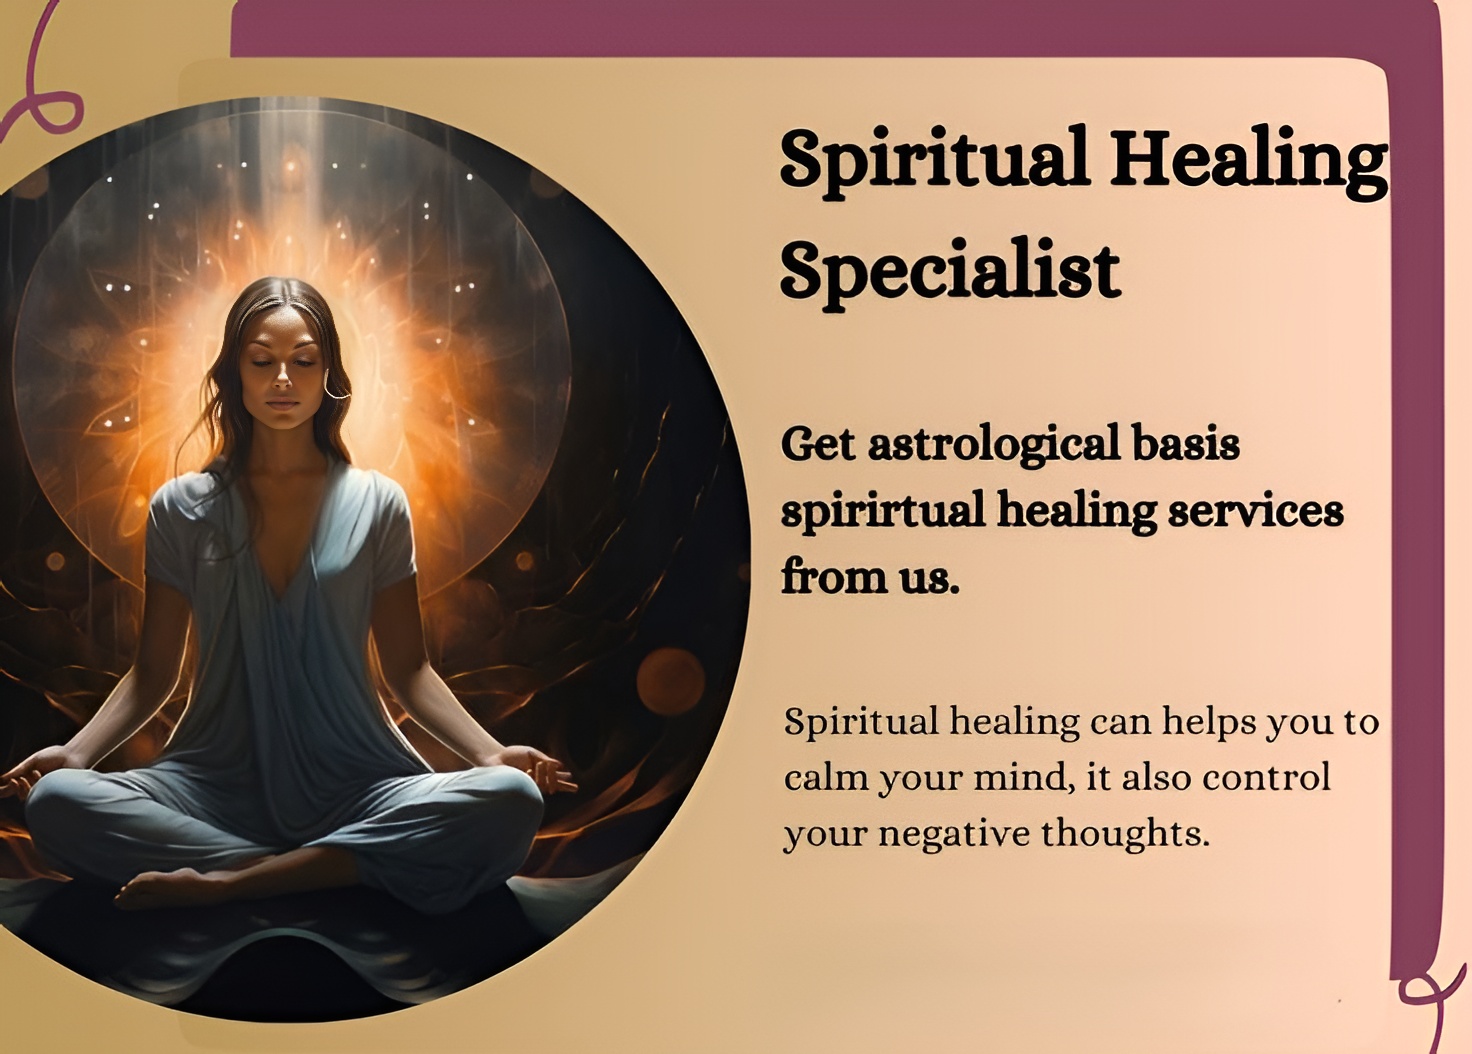 Spiritual Healing
Specialist
Get astrological basis
spirirtual healing services
from us.
Spiritual healing can helps you to
calm your mind, it also control
your negative thoughts.